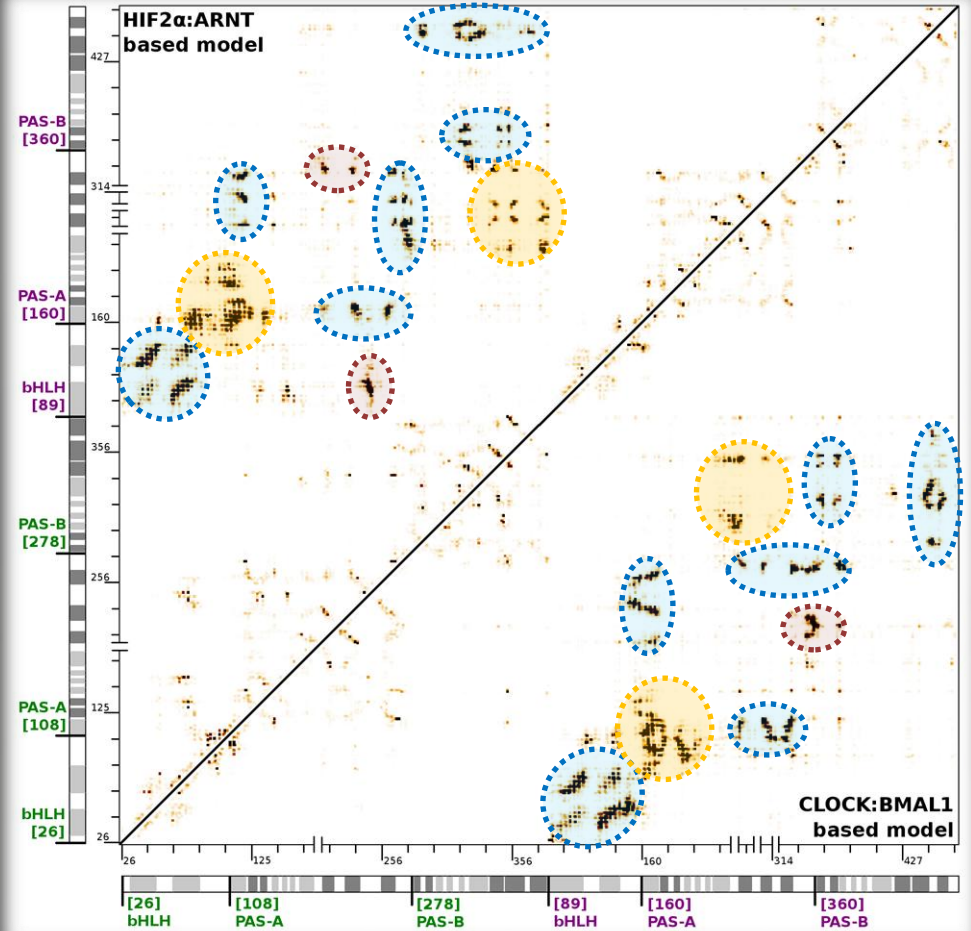 HIF2α:ARNT
based model
427
PAS-B
[360]
314
PAS-A
[160]
160
bHLH
[89]
356
PAS-B
[278]
256
PAS-A
[108]
125
bHLH
[26]
26
CLOCK:BMAL1
based model
26 125 256 356 160 314 427
[26] [108] [278] [89] [160] [360]
bHLH PAS-A PAS-B bHLH PAS-A PAS-B